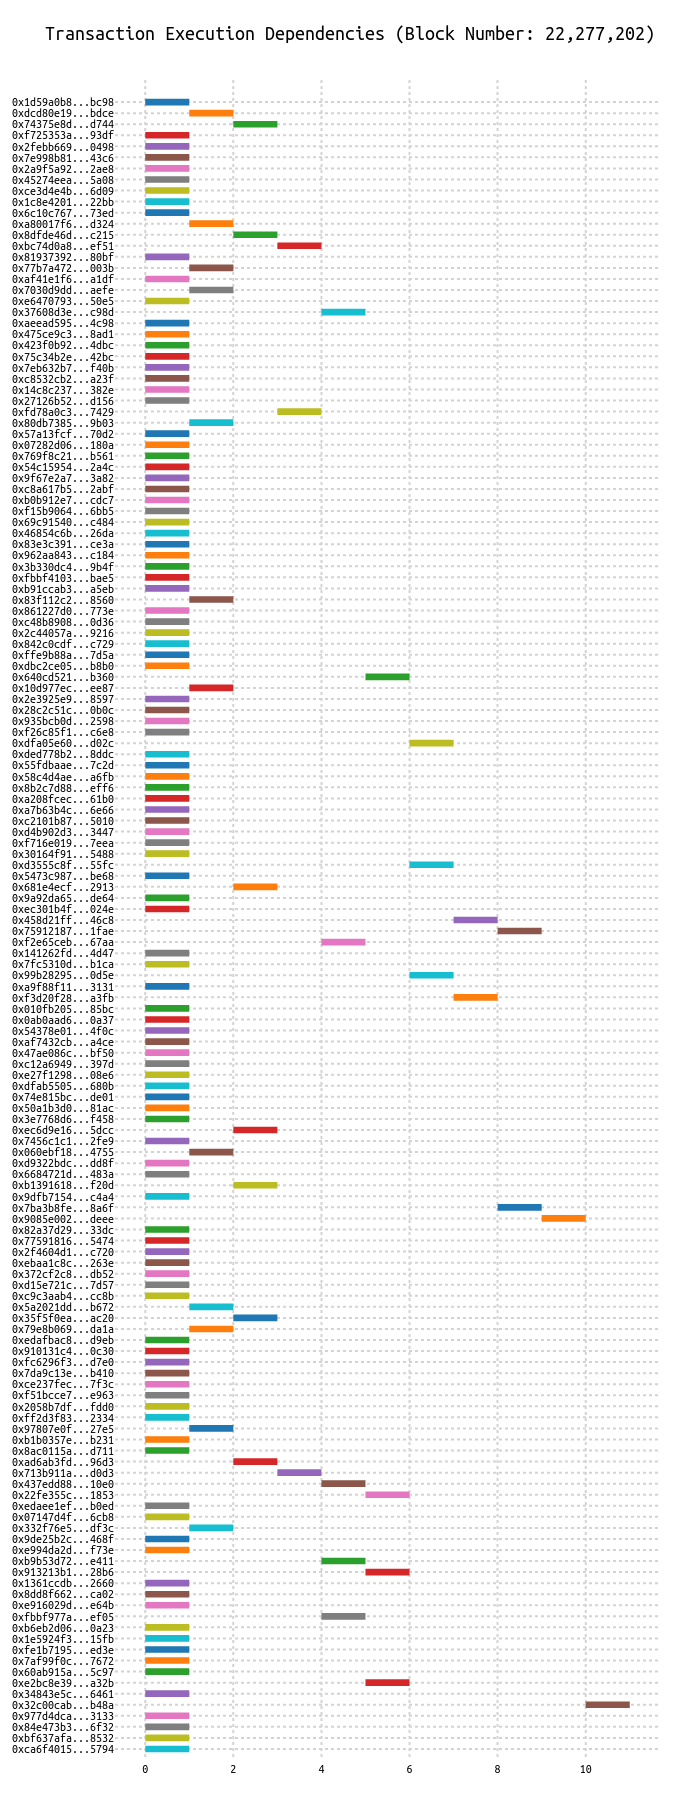 Transaction Execution Dependencies (Block Number: 22,277,202)
0x1d59a0b8...bc98
0xdcd80e19...bdce
0x74375e8d...d744
0xf725353a...93df
0x2febb669...0498
0x7e998b81...43c6
0x2a9f5a92...2ae8
0x45274eea...5a08
0xce3d4e4b...6d09
0x1c8e4201...22bb
0x6c10c767...73ed
0xa80017f6...d324
0x8dfde46d...c215
0xbc74d0a8...ef51
0x81937392...80bf
0x77b7a472...003b
0xaf41e1f6...a1df
0x7030d9dd...aefe
0xe6470793...50e5
0x37608d3e...c98d
0xaeead595...4c98
0x475ce9c3...8ad1
0x423f0b92...4dbc
0x75c34b2e...42bc
0x7eb632b7...f40b
0xc8532cb2...a23f
0x14c8c237...382e
0x27126b52...d156
0xfd78a0c3...7429
0x80db7385...9b03
0x57a13fcf...70d2
0x07282d06...180a
0x769f8c21...b561
0x54c15954...2a4c
0x9f67e2a7...3a82
0xc8a617b5...2abf
0xb0b912e7...cdc7
0xf15b9064...6bb5
0x69c91540...c484
0x46854c6b...26da
0x83e3c391...ce3a
0x962aa843...c184
0x3b330dc4...9b4f
0xfbbf4103...bae5
0xb91ccab3...a5eb
0x83f112c2...8560
0x861227d0...773e
0xc48b8908...0d36
0x2c44057a...9216
0x842c0cdf...c729
0xffe9b88a...7d5a
0xdbc2ce05...b8b0
0x640cd521...b360
0x10d977ec...ee87
0x2e3925e9...8597
0x28c2c51c...0b0c
0x935bcb0d...2598
0xf26c85f1...c6e8
0xdfa05e60...d02c
0xded778b2...8ddc
0x55fdbaae...7c2d
0x58c4d4ae...a6fb
0x8b2c7d88...eff6
0xa208fcec...61b0
0xa7b63b4c...6e66
0xc2101b87...5010
0xd4b902d3...3447
0xf716e019...7eea
0x30164f91...5488
0xd3555c8f...55fc
0x5473c987...be68
0x681e4ecf...2913
0x9a92da65...de64
0xec301b4f...024e
0x458d21ff...46c8
0x75912187...1fae
0xf2e65ceb...67aa
0x141262fd...4d47
0x7fc5310d...b1ca
0x99b28295...0d5e
0xa9f88f11...3131
0xf3d20f28...a3fb
0x010fb205...85bc
0x0ab0aad6...0a37
0x54378e01...4f0c
0xaf7432cb...a4ce
0x47ae086c...bf50
0xc12a6949...397d
0xe27f1298...08e6
0xdfab5505...680b
0x74e815bc...de01
0x50a1b3d0...81ac
0x3e7768d6...f458
0xec6d9e16...5dcc
0x7456c1c1...2fe9
0x060ebf18...4755
0xd9322bdc...dd8f
0x6684721d...483a
0xb1391618...f20d
0x9dfb7154...c4a4
0x7ba3b8fe...8a6f
0x9085e002...deee
0x82a37d29...33dc
0x77591816...5474
0x2f4604d1...c720
0xebaa1c8c...263e
0x372cf2c8...db52
0xd15e721c...7d57
0xc9c3aab4...cc8b
0x5a2021dd...b672
0x35f5f0ea...ac20
0x79e8b069...da1a
0xedafbac8...d9eb
0x910131c4...0c30
0xfc6296f3...d7e0
0x7da9c13e...b410
0xce237fec...7f3c
0xf51bcce7...e963
0x2058b7df...fdd0
0xff2d3f83...2334
0x97807e0f...27e5
0xb1b0357e...b231
0x8ac0115a...d711
0xad6ab3fd...96d3
0x713b911a...d0d3
0x437edd88...10e0
0x22fe355c...1853
0xedaee1ef...b0ed
0x07147d4f...6cb8
0x332f76e5...df3c
0x9de25b2c...468f
0xe994da2d...f73e
0xb9b53d72...e411
0x913213b1...28b6
0x1361ccdb...2660
0x8dd8f662...ca02
0xe916029d...e64b
0xfbbf977a...ef05
0xb6eb2d06...0a23
0x1e5924f3...15fb
0xfe1b7195...ed3e
0x7af99f0c...7672
0x60ab915a...5c97
0xe2bc8e39...a32b
0x34843e5c...6461
0x32c00cab...b48a
0x977d4dca...3133
0x84e473b3...6f32
0xbf637afa...8532
0xca6f4015...5794
0 2 4 6 8 10